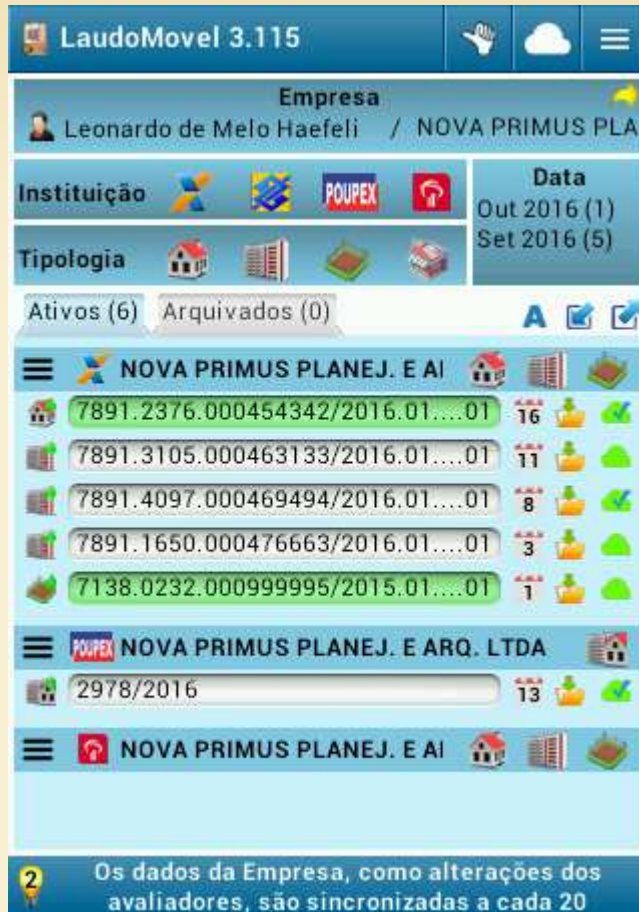 LaudoMovel 3.115
Empresa
Leonardo de Melo Haefeli / NOVA PRIMUS PLA
Instituição POUPEX
Data
Out 2016 (1)
Set 2016 (5)
Tipologia
Ativos (6) Arquivados (0) A
NOVA PRIMUS PLANEJ. E AI
7891.2376.000454342/2016.01....01 16
7891.3105.000463133/2016.01....01 11
7891.4097.000469494/2016.01....01 8
7891.1650.000476663/2016.01....01 3
7138.0232.000999995/2015.01....01 1
POUPEX NOVA PRIMUS PLANEJ. E ARQ. LTDA
2978/2016 13
NOVA PRIMUS PLANEJ. E AI
2 Os dados da Empresa, como alterações dos
avaliadores, são sincronizadas a cada 20